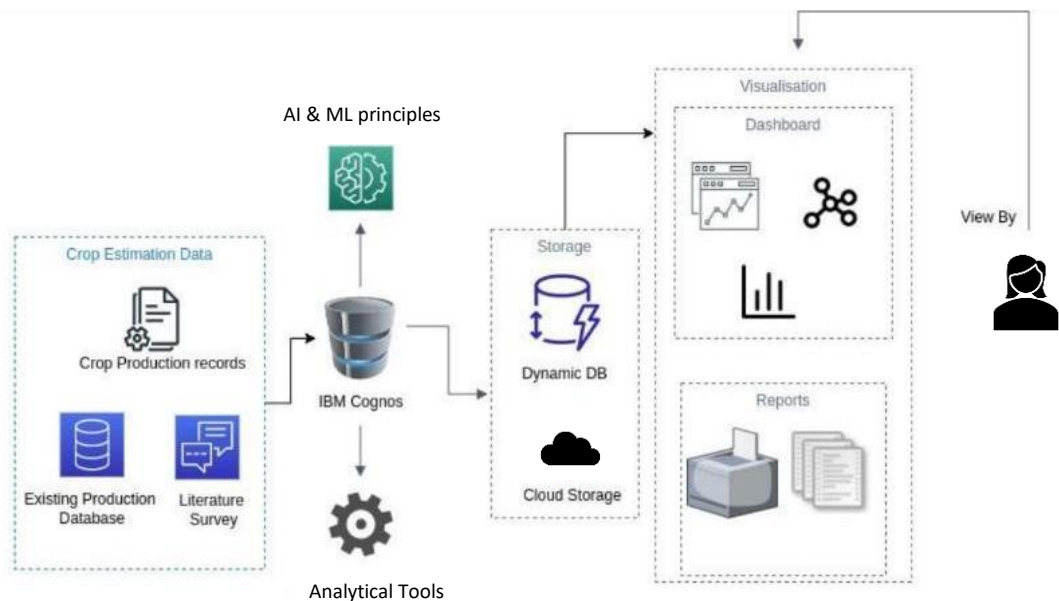 AI & ML principles
Crop Estimation Data
Crop Production records
Existing Production
Database
Literature
Survey
IBM Cognos
Analytical Tools
Storage
Dynamic DB
Cloud Storage
Visualisation
Dashboard
Reports
View By